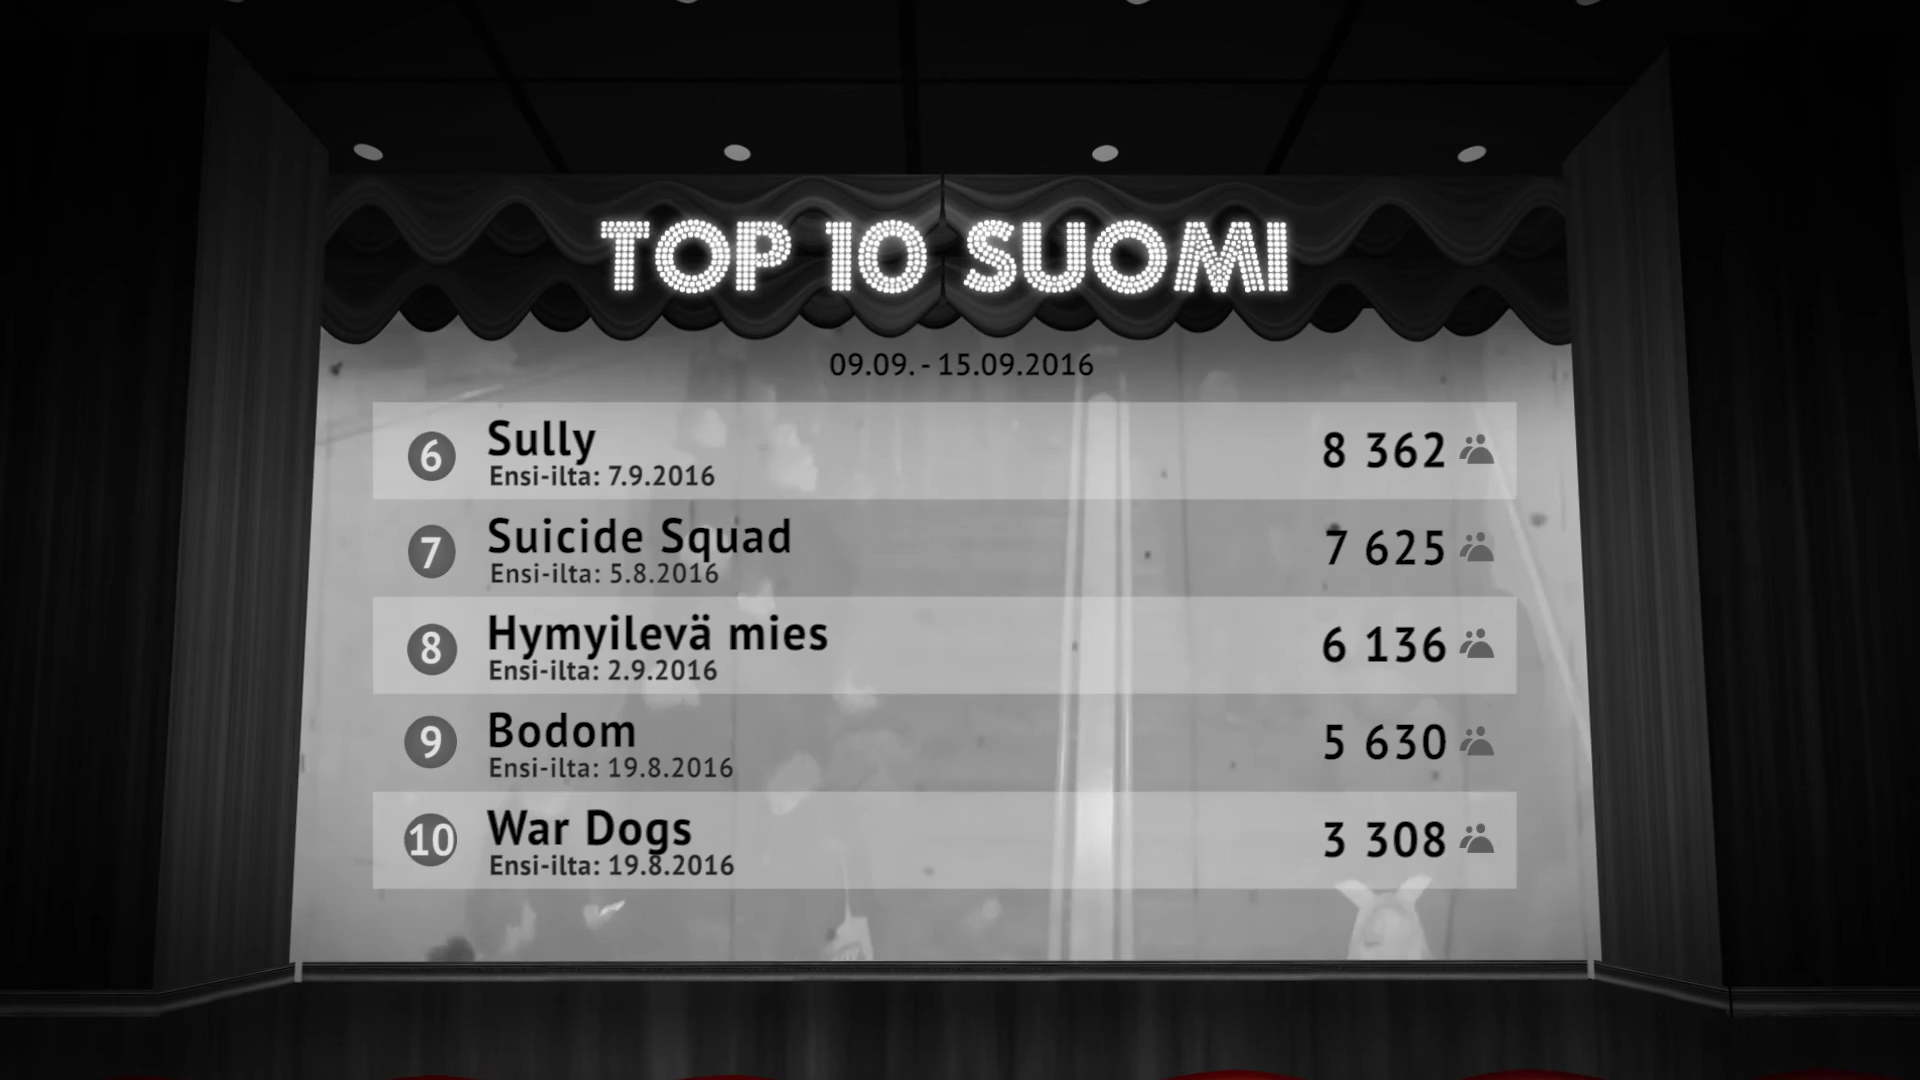 TOP 10 SUOMI
09.09. - 15.09.2016
6 Sully 8 362
Ensi-ilta: 7.9.2016
7 Suicide Squad 7 625
Ensi-ilta: 5.8.2016
8 Hymyilevä mies 6 136
Ensi-ilta: 2.9.2016
9 Bodom 5 630
Ensi-ilta: 19.8.2016
10 War Dogs 3 308
Ensi-ilta: 19.8.2016